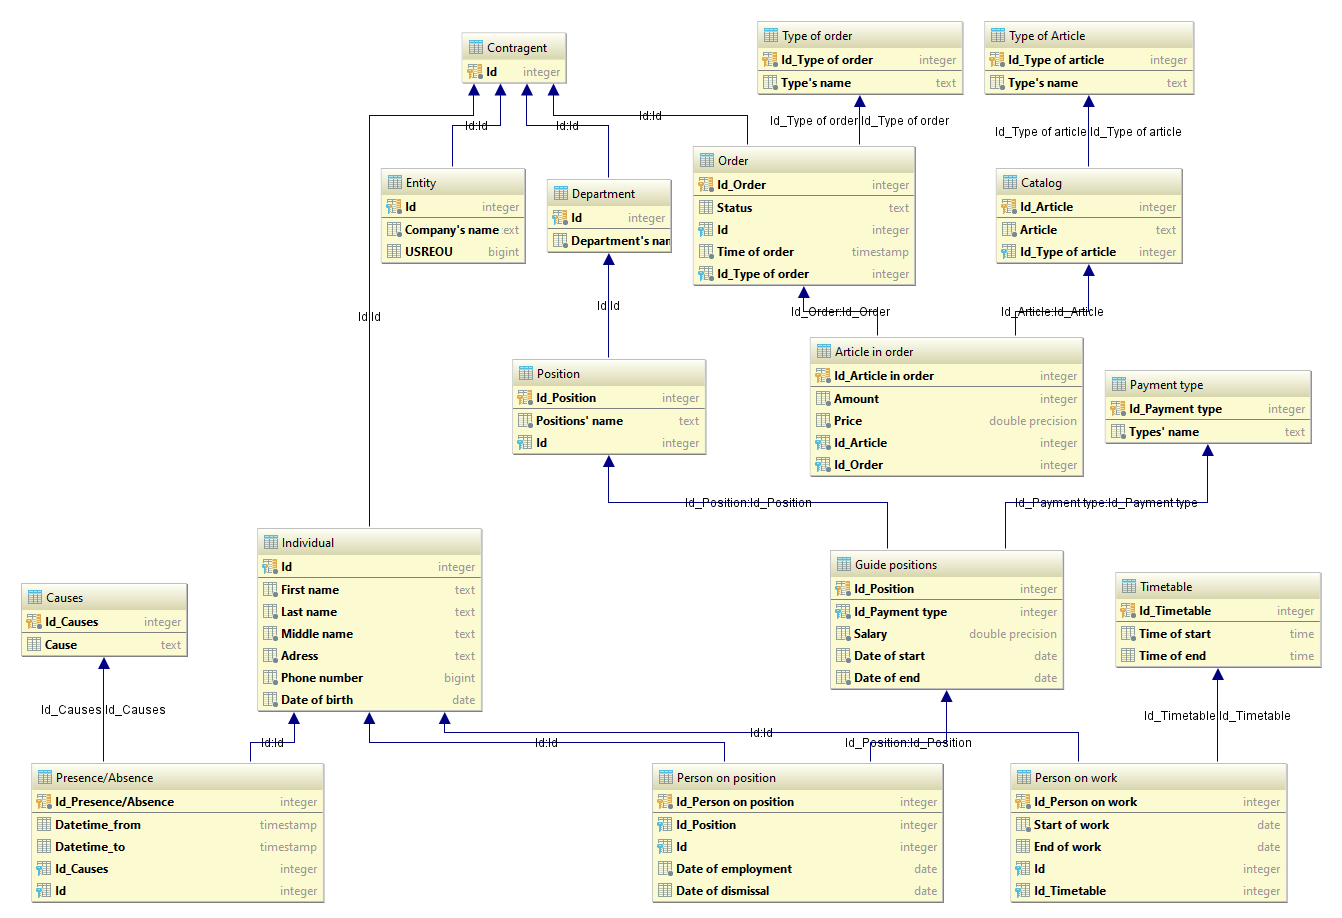 Contragent
Id integer
Type of order
Id_Type of order integer
Type's name text
Type of Article
Id_Type of article integer
Type's name text
Id:Id
Id:Id
Id:Id
Id_Type of order:Id_Type of order
Id_Type of article:Id_Type of article
Entity
Id integer
Company's name :ext
USREOU bigint
Department
Id integer
Department's nan
Order
Id_Order integer
Status text
Id integer
Time of order timestamp
Id_Type of order integer
Catalog
Id_Article integer
Article text
Id_Type of article integer
Id:Id
Id:Id
Id_Order:Id_Order
Id_Article:Id_Article
Position
Id_Position integer
Positions' name text
Id integer
Article in order
Id_Article in order integer
Amount integer
Price double precision
Id_Article integer
Id_Order integer
Payment type
Id_Payment type integer
Types' name text
Id_Position:Id_Position
Id_Payment type:Id_Payment type
Individual
Id integer
First name text
Last name text
Middle name text
Adress text
Phone number bigint
Date of birth date
Guide positions
Id_Position integer
Id_Payment type integer
Salary double precision
Date of start date
Date of end date
Timetable
Id_Timetable integer
Time of start time
Time of end time
Causes
Id_Causes integer
Cause text
Id_Causes:Id_Causes
Id:Id
Id:Id
Id:Id
Id_Position:Id_Position
Id_Timetable:Id_Timetable
Presence/Absence
Id_Presence/Absence integer
Datetime_from timestamp
Datetime_to timestamp
Id_Causes integer
Id integer
Person on position
Id_Person on position integer
Id_Position integer
Id integer
Date of employment date
Date of dismissal date
Person on work
Id_Person on work integer
Start of work date
End of work date
Id integer
Id_Timetable integer